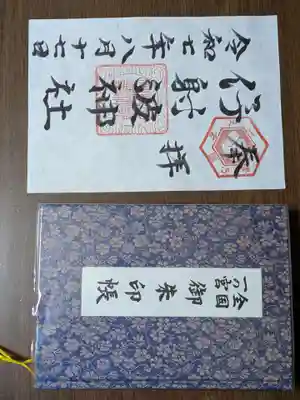 奉拝
伊射波神社
令和七年八月十七日
全国
一の宮
御朱印帳